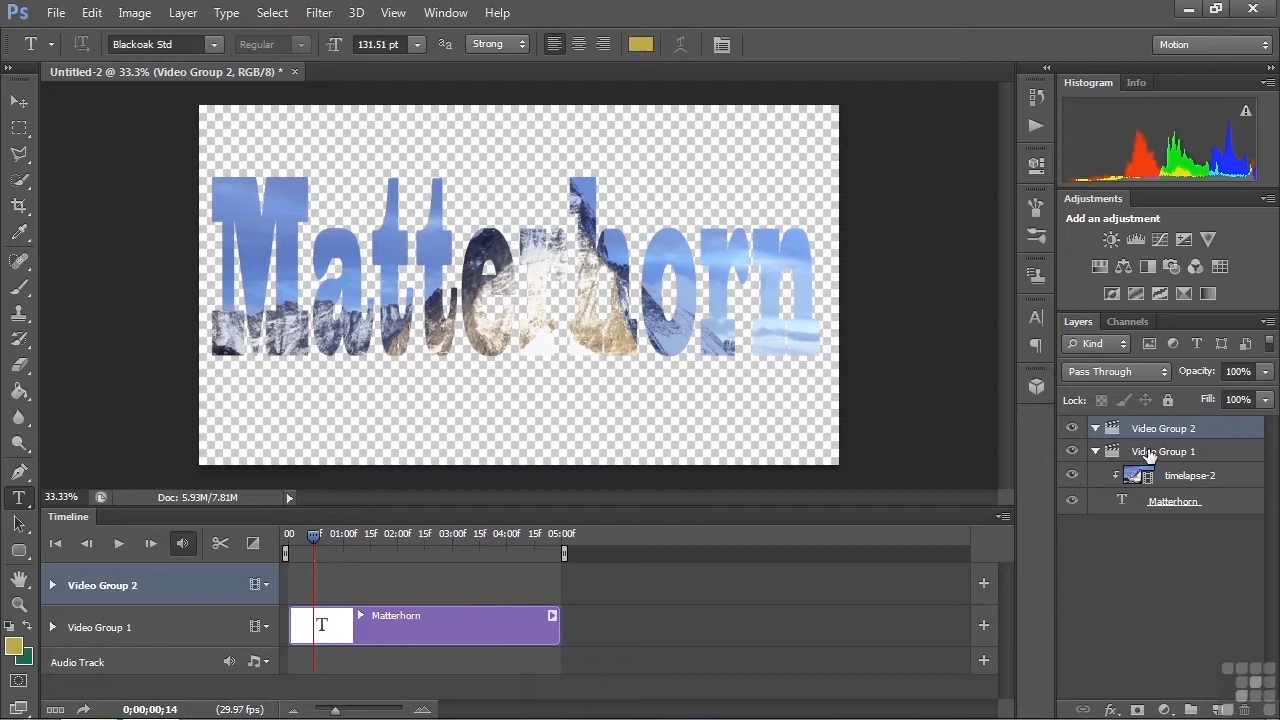 Ps File Edit Image Layer Type Select Filter 3D View Window Help
T Blackoak Std Regular 131.51 pt aa Strong Motion
Untitled-2 @ 33.3% (Video Group 2, RGB/8) *
Histogram Info
Matterhorn
Adjustments
Add an adjustment
Layers Channels
Kind
Pass Through Opacity: 100%
Lock: Fill: 100%
Video Group 2
Video Group 1
timelapse-2
T Matterhorn
33.33% Doc: 5.93M/7.81M
Timeline
00 f 01:00f 15f 02:00f 15f 03:00f 15f 04:00f 15f 05:00f
Video Group 2
Video Group 1
T Matterhorn
Audio Track
0;00;00;14 (29.97 fps)